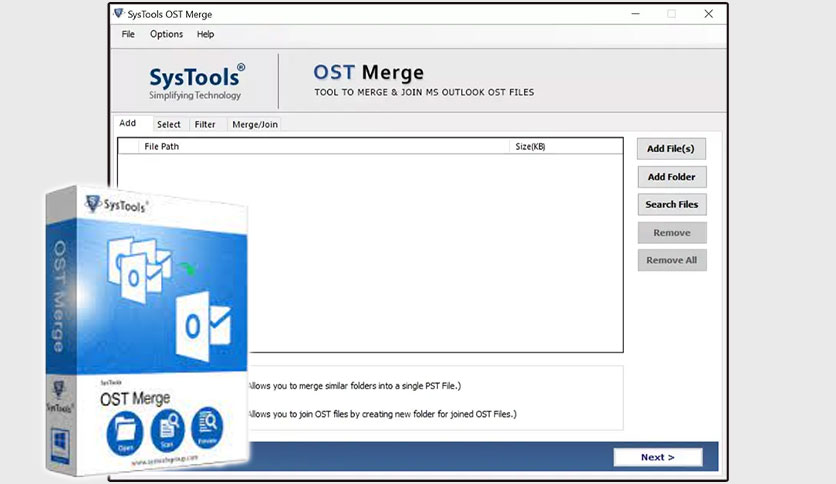 SysTools OST Merge
File Options Help
SysTools®
Simplifying Technology
OST Merge
TOOL TO MERGE & JOIN MS OUTLOOK OST FILES
Add Select Filter Merge/Join
File Path Size(KB)
Add File(s)
Add Folder
Search Files
Remove
Remove All
llows you to merge similar folders into a single PST File.)
llows you to join OST files by creating new folder for joined OST Files.)
Next >
SysTools®
OST Merge
SysTools
OST Merge
Open
Scan
Preview
SysTools®
www.systoolsgroup.com